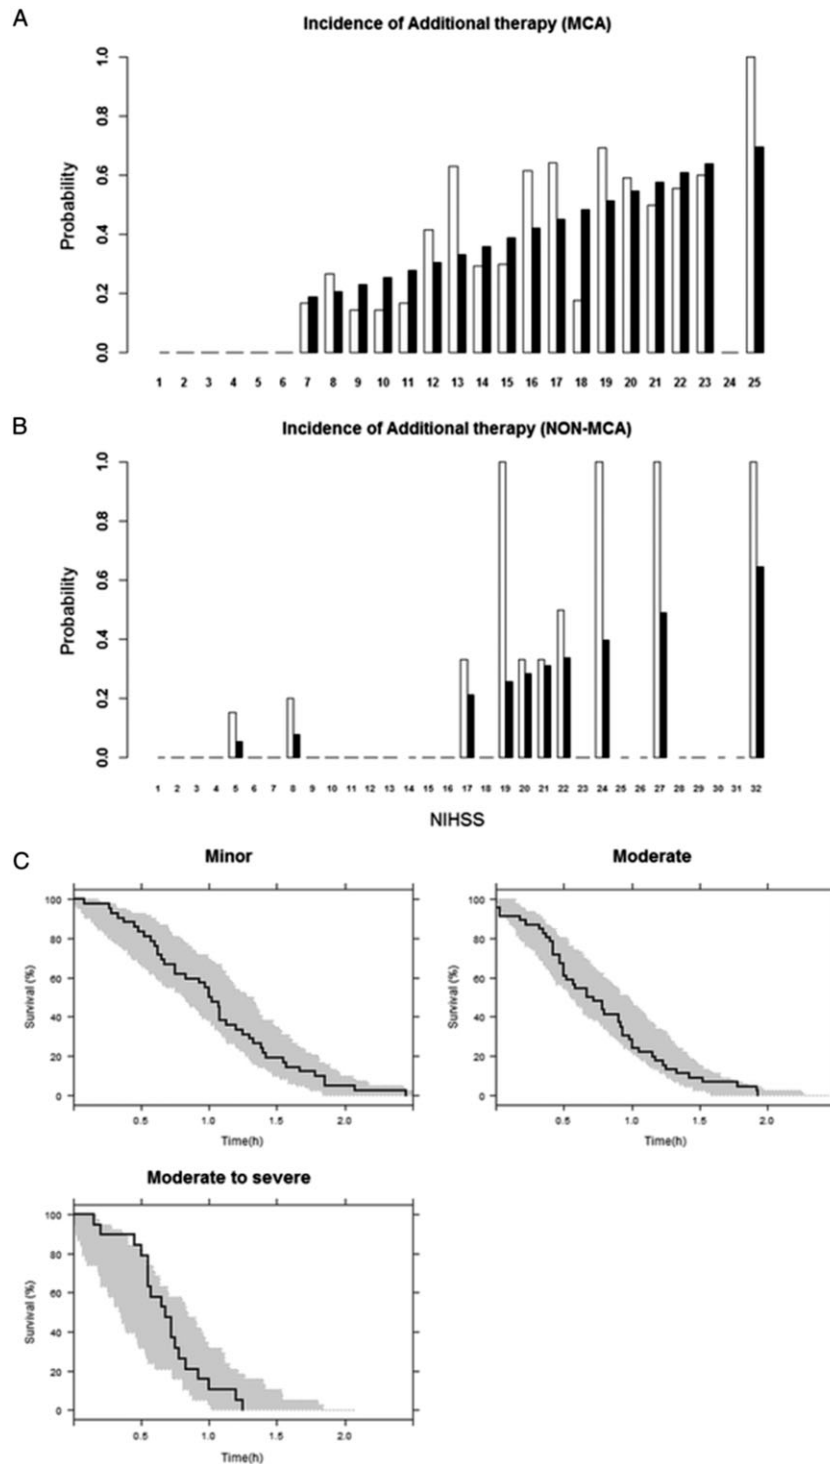 A
Incidence of Additional therapy (MCA)
Probability
1.0
0.8
0.6
0.4
0.2
0.0
1 2 3 4 5 6 7 8 9 10 11 12 13 14 15 16 17 18 19 20 21 22 23 24 25
B
Incidence of Additional therapy (NON-MCA)
Probability
1.0
0.8
0.6
0.4
0.2
0.0
1 2 3 4 5 6 7 8 9 10 11 12 13 14 15 16 17 18 19 20 21 22 23 24 25 26 27 28 29 30 31 32
NIHSS
C
Minor
Survival (%)
100
80
60
40
20
0
0.5 1.0 1.5 2.0
Time(h)
Moderate
Survival (%)
100
80
60
40
20
0
0.5 1.0 1.5 2.0
Time(h)
Moderate to severe
Survival (%)
100
80
60
40
20
0
0.5 1.0 1.5 2.0
Time(h)